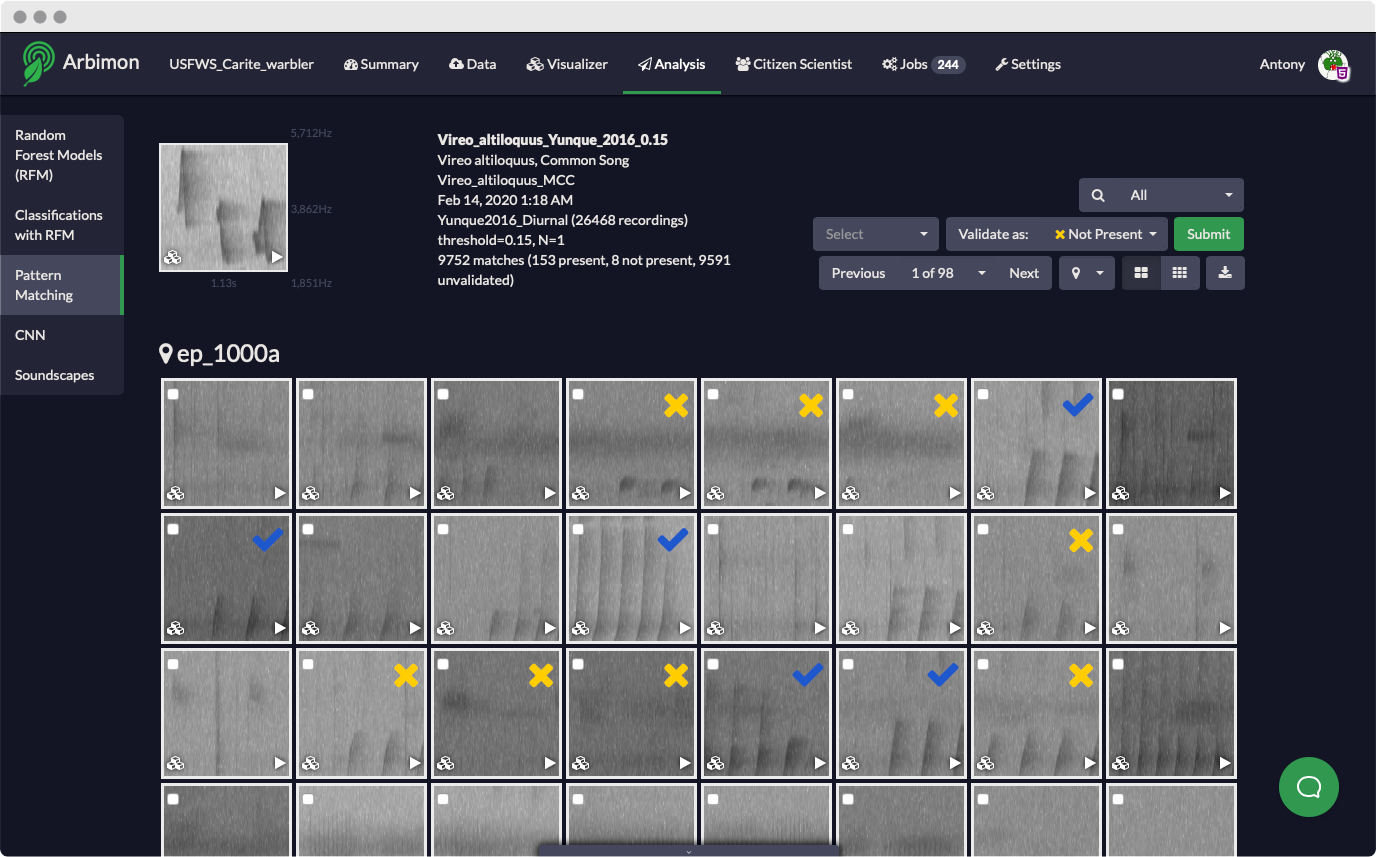 Arbimon
USFWS_Carite_warbler
Summary
Data
Visualizer
Analysis
Citizen Scientist
Jobs 244
Settings
Antony
Random
Forest Models
(RFM)
Classifications
with RFM
Pattern
Matching
CNN
Soundscapes
5,712Hz
3,862Hz
1.13s
1,851Hz
Vireo_altiloquus_Yunque_2016_0.15
Vireo altiloquus, Common Song
Vireo_altiloquus_MCC
Feb 14, 2020 1:18 AM
Yunque2016_Diurnal (26468 recordings)
threshold=0.15, N=1
9752 matches (153 present, 8 not present, 9591
unvalidated)
All
Select
Validate as:
Not Present
Submit
Previous
1 of 98
Next
ep_1000a